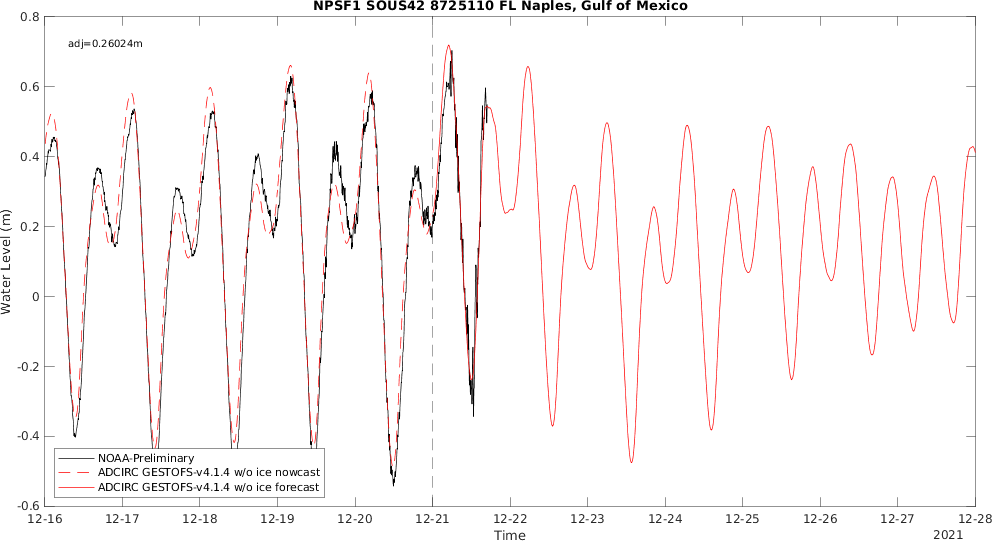 NPSF1 SOUS42 8725110 FL Naples, Gulf of Mexico
adj=0.26024m
0.8
0.6
0.4
0.2
0
-0.2
-0.4
-0.6
Water Level (m)
NOAA-Preliminary
ADCIRC GESTOFS-v4.1.4 w/o ice nowcast
ADCIRC GESTOFS-v4.1.4 w/o ice forecast
12-16 12-17 12-18 12-19 12-20 12-21 12-22 12-23 12-24 12-25 12-26 12-27 12-28
Time
2021